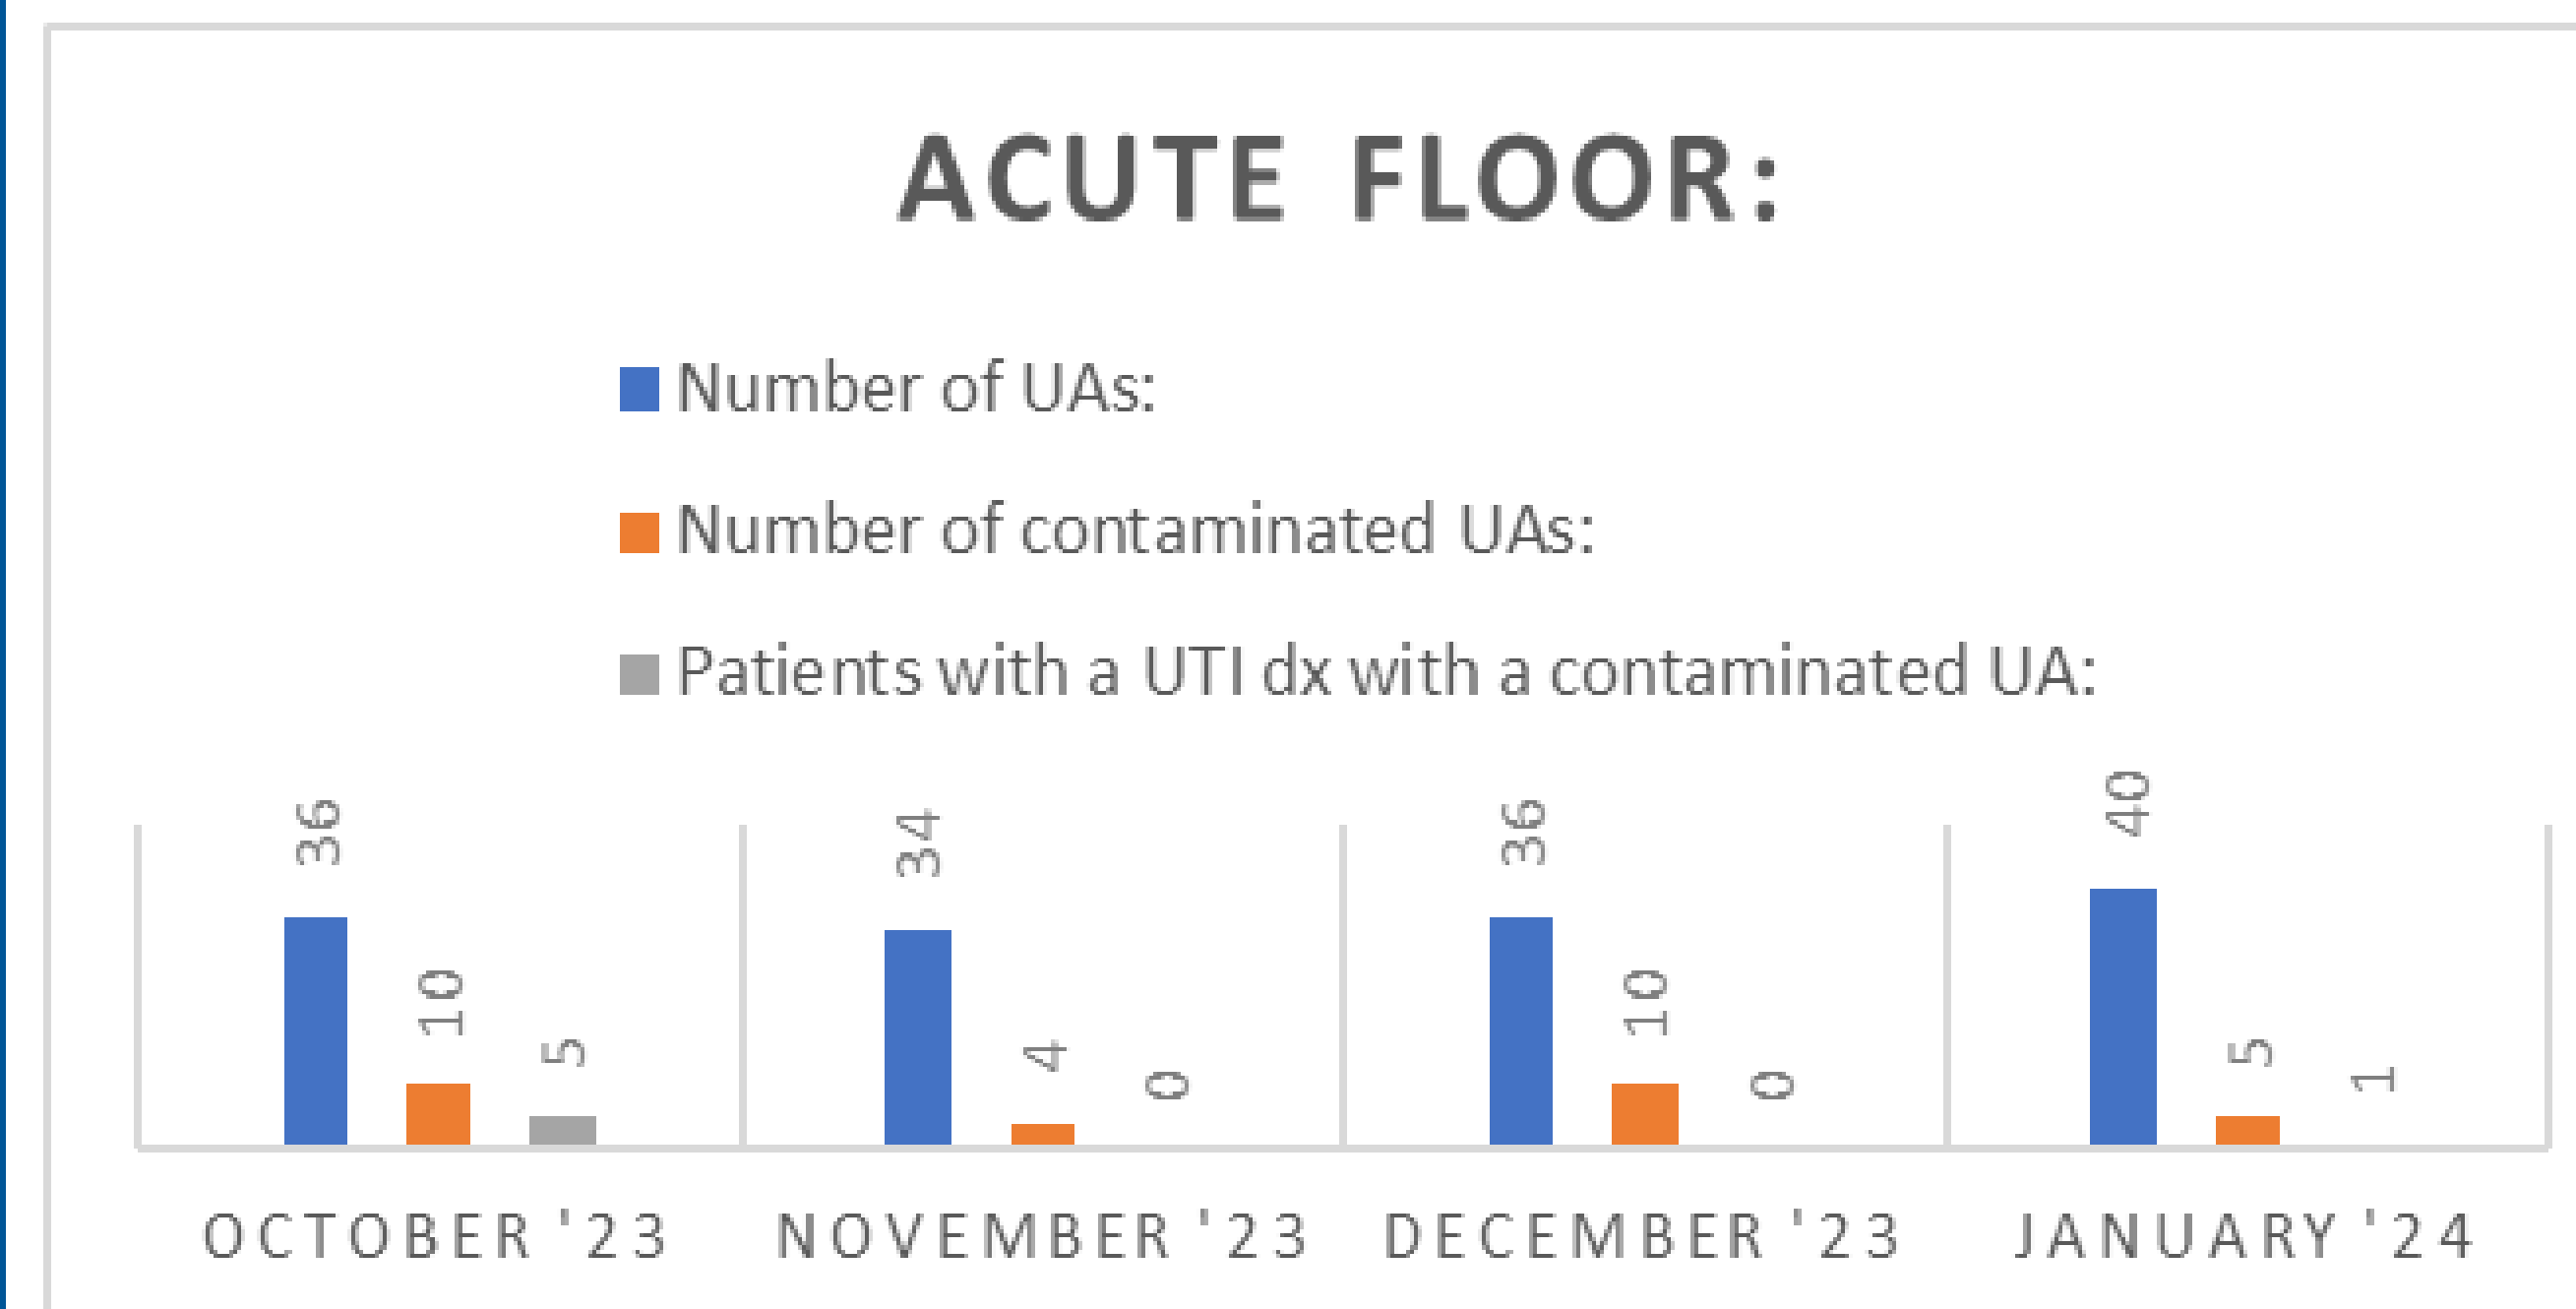 ACUTE FLOOR:
Number of UAs:
Number of contaminated UAs:
Patients with a UTI dx with a contaminated UA:
36
10
5
34
4
0
36
10
0
40
5
1
OCTOBER '23
NOVEMBER '23
DECEMBER '23
JANUARY '24